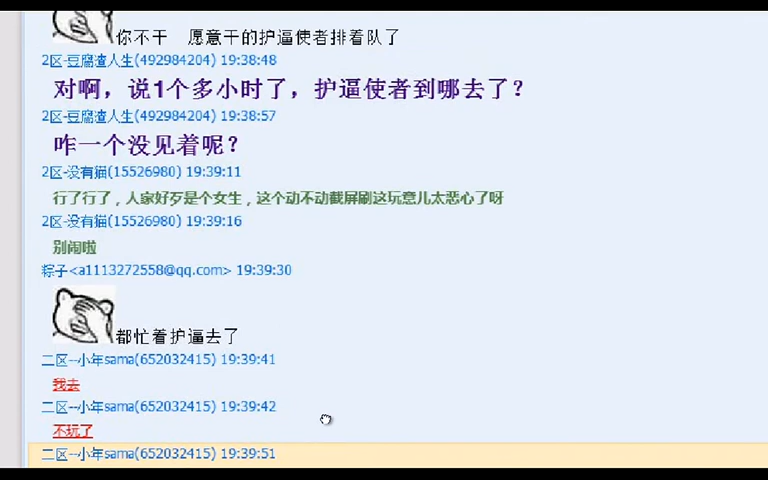 你不干 愿意干的护逼使者排着队了
2区-豆腐渣人生(492984204) 19:38:48
对啊，说1个多小时了，护逼使者到哪去了？
2区-豆腐渣人生(492984204) 19:38:57
咋一个没见着呢？
2区-没有猫(15526980) 19:39:11
行了行了，人家好歹是个女生，这个动不动截屏刷这玩意儿太恶心了呀
2区-没有猫(15526980) 19:39:16
别闹啦
粽子<a1113272558@qq.com> 19:39:30
都忙着护逼去了
二区--小年sama(652032415) 19:39:41
我去
二区--小年sama(652032415) 19:39:42
不玩了
二区--小年sama(652032415) 19:39:51